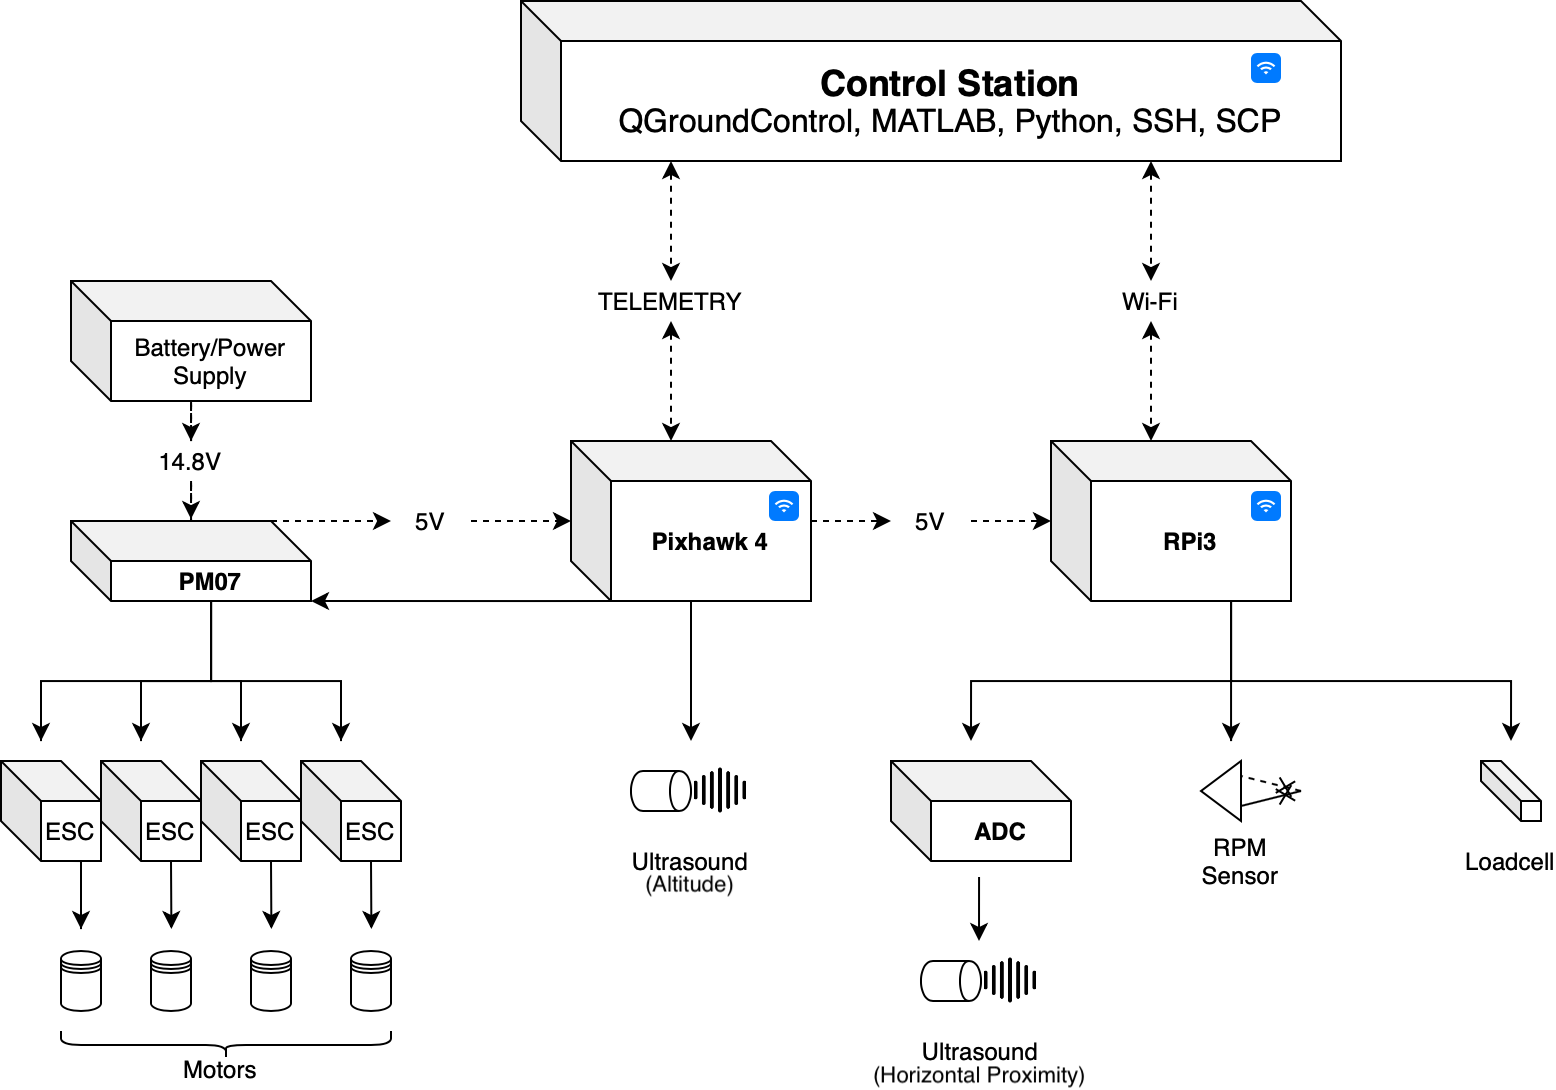 Control Station
QGroundControl, MATLAB, Python, SSH, SCP
TELEMETRY
Wi-Fi
Battery/Power
Supply
14.8V
5V
5V
Pixhawk 4
RPi3
PM07
ESC
ESC
ESC
ESC
ADC
Ultrasound
(Altitude)
RPM
Sensor
Loadcell
Motors
Ultrasound
(Horizontal Proximity)